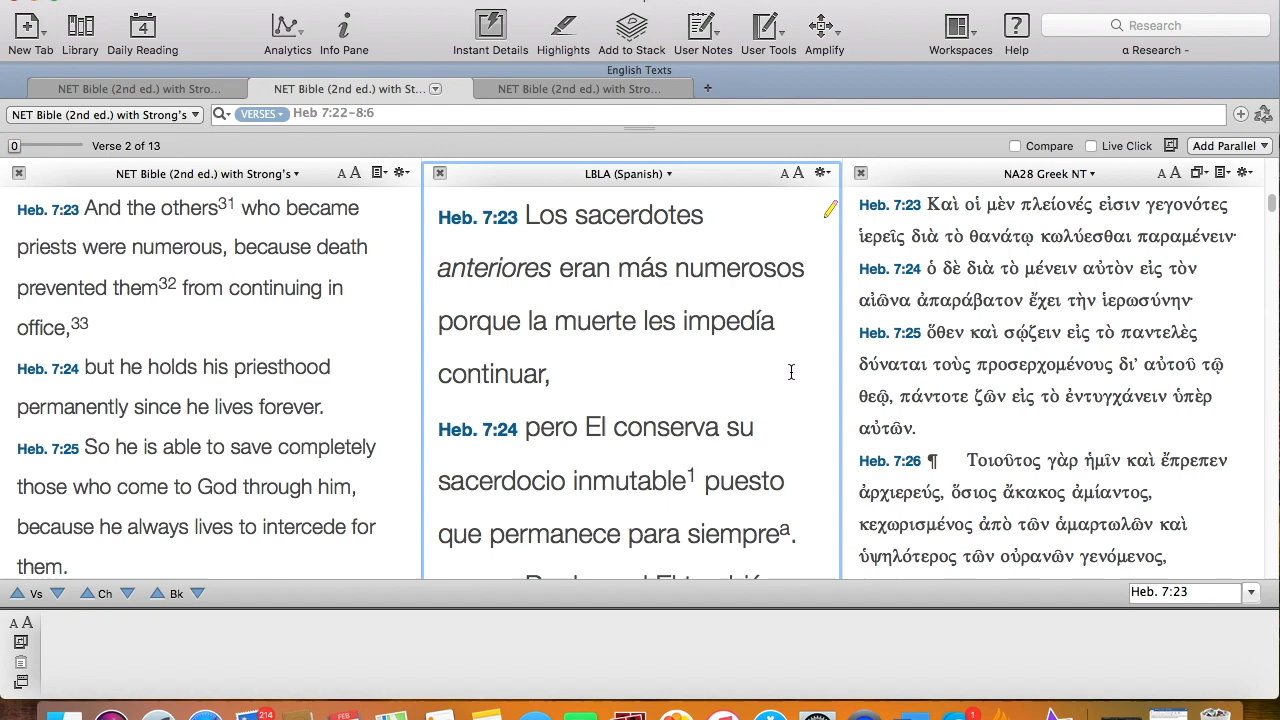 New Tab
Library
4
Daily Reading
Analytics
Info Pane
Instant Details
Highlights
Add to Stack
User Notes
User Tools
Amplify
Workspaces
Help
Research
α Research -
English Texts
NET Bible (2nd ed.) with Stro...
NET Bible (2nd ed.) with St...
NET Bible (2nd ed.) with Stro...
+
NET Bible (2nd ed.) with Strong's
VERSES
Heb 7:22-8:6
0
Verse 2 of 13
Compare
Live Click
Add Parallel
NET Bible (2nd ed.) with Strong's
A A
Heb. 7:23 And the others31 who became
priests were numerous, because death
prevented them32 from continuing in
office,33
Heb. 7:24 but he holds his priesthood
permanently since he lives forever.
Heb. 7:25 So he is able to save completely
those who come to God through him,
because he always lives to intercede for
them.
LBLA (Spanish)
A A
Heb. 7:23 Los sacerdotes
anteriores eran más numerosos
porque la muerte les impedía
continuar,
Heb. 7:24 pero El conserva su
sacerdocio inmutable1 puesto
que permanece para siempreª.
NA28 Greek NT
A A
Heb. 7:23 Καὶ οἱ μὲν πλείονές εἰσιν γεγονότες
ἱερεῖς διὰ τὸ θανάτῳ κωλύεσθαι παραμένειν·
Heb. 7:24 ὁ δὲ διὰ τὸ μένειν αὐτὸν εἰς τὸν
αἰῶνα ἀπαράβατον ἔχει τὴν ἱερωσύνην·
Heb. 7:25 ὅθεν καὶ σῴζειν εἰς τὸ παντελὲς
δύναται τοὺς προσερχομένους δι’ αὐτοῦ τῷ
θεῷ, πάντοτε ζῶν εἰς τὸ ἐντυγχάνειν ὑπὲρ
αὐτῶν.
Heb. 7:26 ¶ Τοιοῦτος γὰρ ἡμῖν καὶ ἔπρεπεν
ἀρχιερεύς, ὅσιος ἄκακος ἀμίαντος,
κεχωρισμένος ἀπὸ τῶν ἁμαρτωλῶν καὶ
ὑψηλότερος τῶν οὐρανῶν γενόμενος,
Vs
Ch
Bk
Heb. 7:23
A A
214
FEB
1